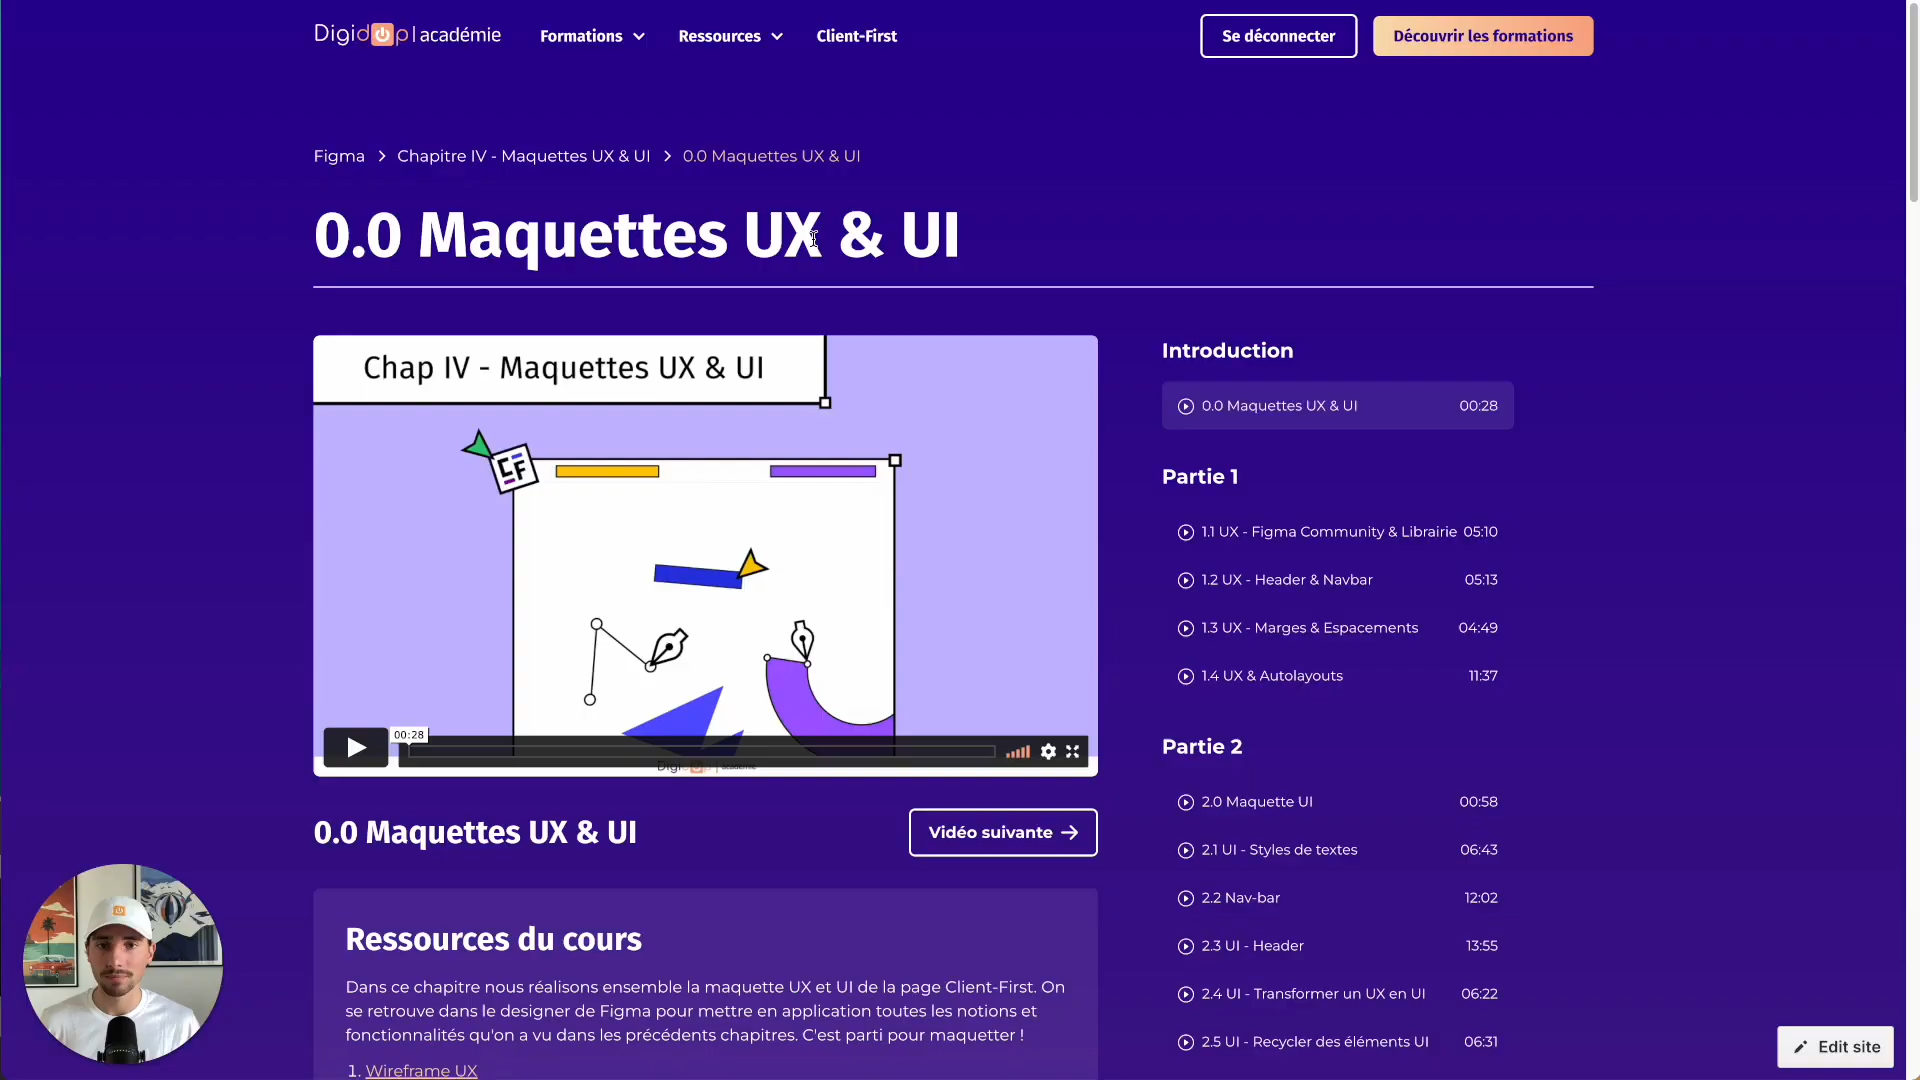 Digidop | académie
Formations
Ressources
Client-First
Se déconnecter
Découvrir les formations
Figma > Chapitre IV - Maquettes UX & UI > 0.0 Maquettes UX & UI
0.0 Maquettes UX & UI
Chap IV - Maquettes UX & UI
CF
00:28
Digidop | académie
0.0 Maquettes UX & UI
Vidéo suivante →
Ressources du cours
Dans ce chapitre nous réalisons ensemble la maquette UX et UI de la page Client-First. On
se retrouve dans le designer de Figma pour mettre en application toutes les notions et
fonctionnalités qu'on a vu dans les précédents chapitres. C'est parti pour maquetter !
1. Wireframe UX
Introduction
0.0 Maquettes UX & UI 00:28
Partie 1
1.1 UX - Figma Community & Librairie 05:10
1.2 UX - Header & Navbar 05:13
1.3 UX - Marges & Espacements 04:49
1.4 UX & Autolayouts 11:37
Partie 2
2.0 Maquette UI 00:58
2.1 UI - Styles de textes 06:43
2.2 Nav-bar 12:02
2.3 UI - Header 13:55
2.4 UI - Transformer un UX en UI 06:22
2.5 UI - Recycler des éléments UI 06:31
Edit site